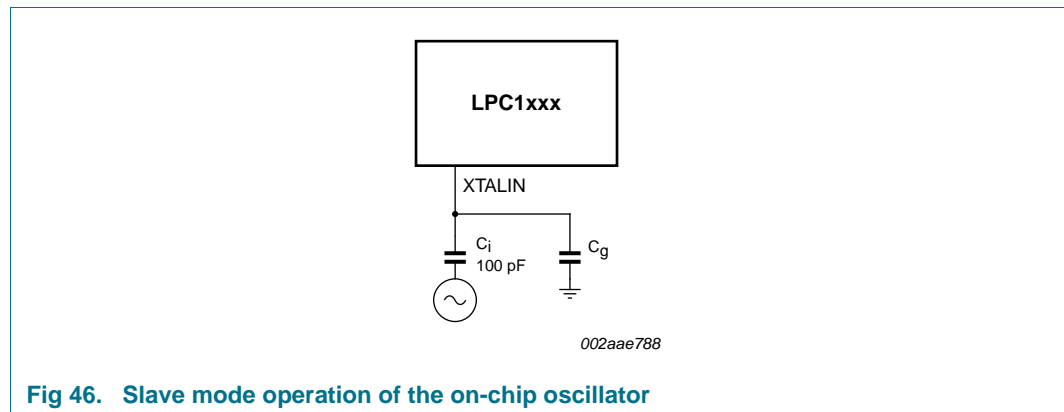 LPC1xxx
XTALIN
Ci
100 pF
Cg
002aae788
Fig 46. Slave mode operation of the on-chip oscillator